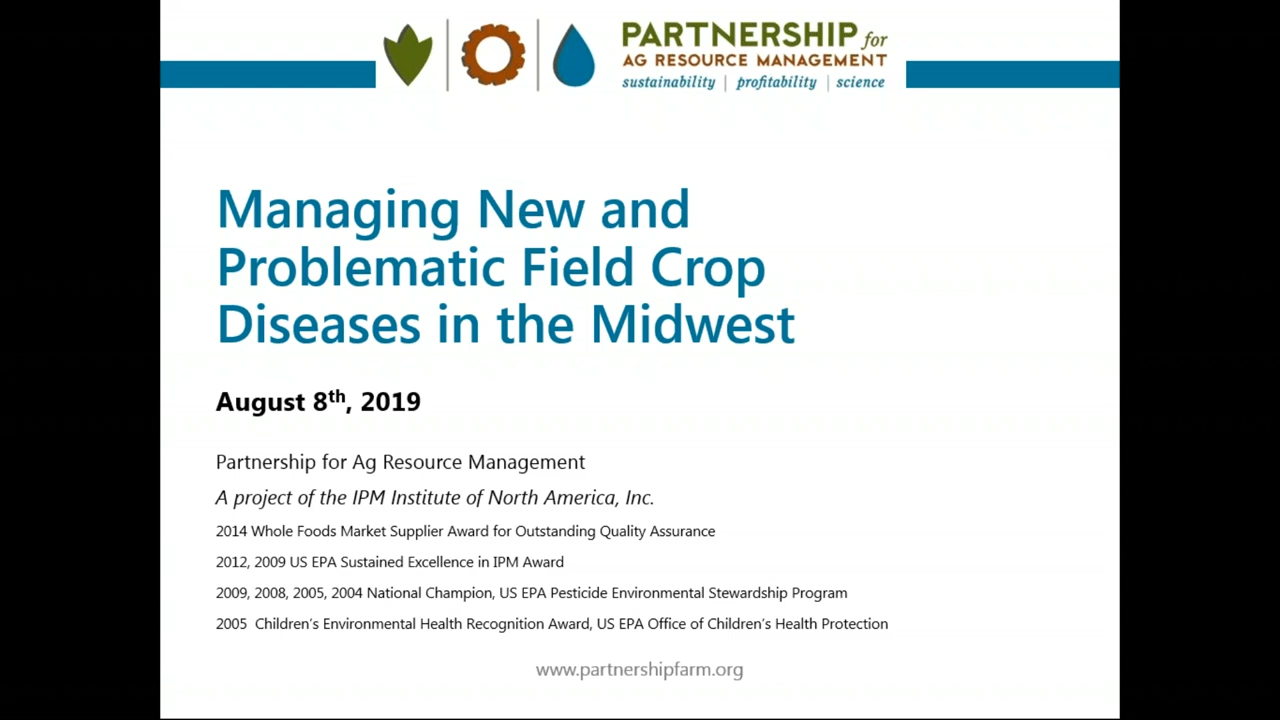 PARTNERSHIP for
AG RESOURCE MANAGEMENT
sustainability | profitability | science
Managing New and
Problematic Field Crop
Diseases in the Midwest
August 8th, 2019
Partnership for Ag Resource Management
A project of the IPM Institute of North America, Inc.
2014 Whole Foods Market Supplier Award for Outstanding Quality Assurance
2012, 2009 US EPA Sustained Excellence in IPM Award
2009, 2008, 2005, 2004 National Champion, US EPA Pesticide Environmental Stewardship Program
2005  Children's Environmental Health Recognition Award, US EPA Office of Children's Health Protection
www.partnershipfarm.org